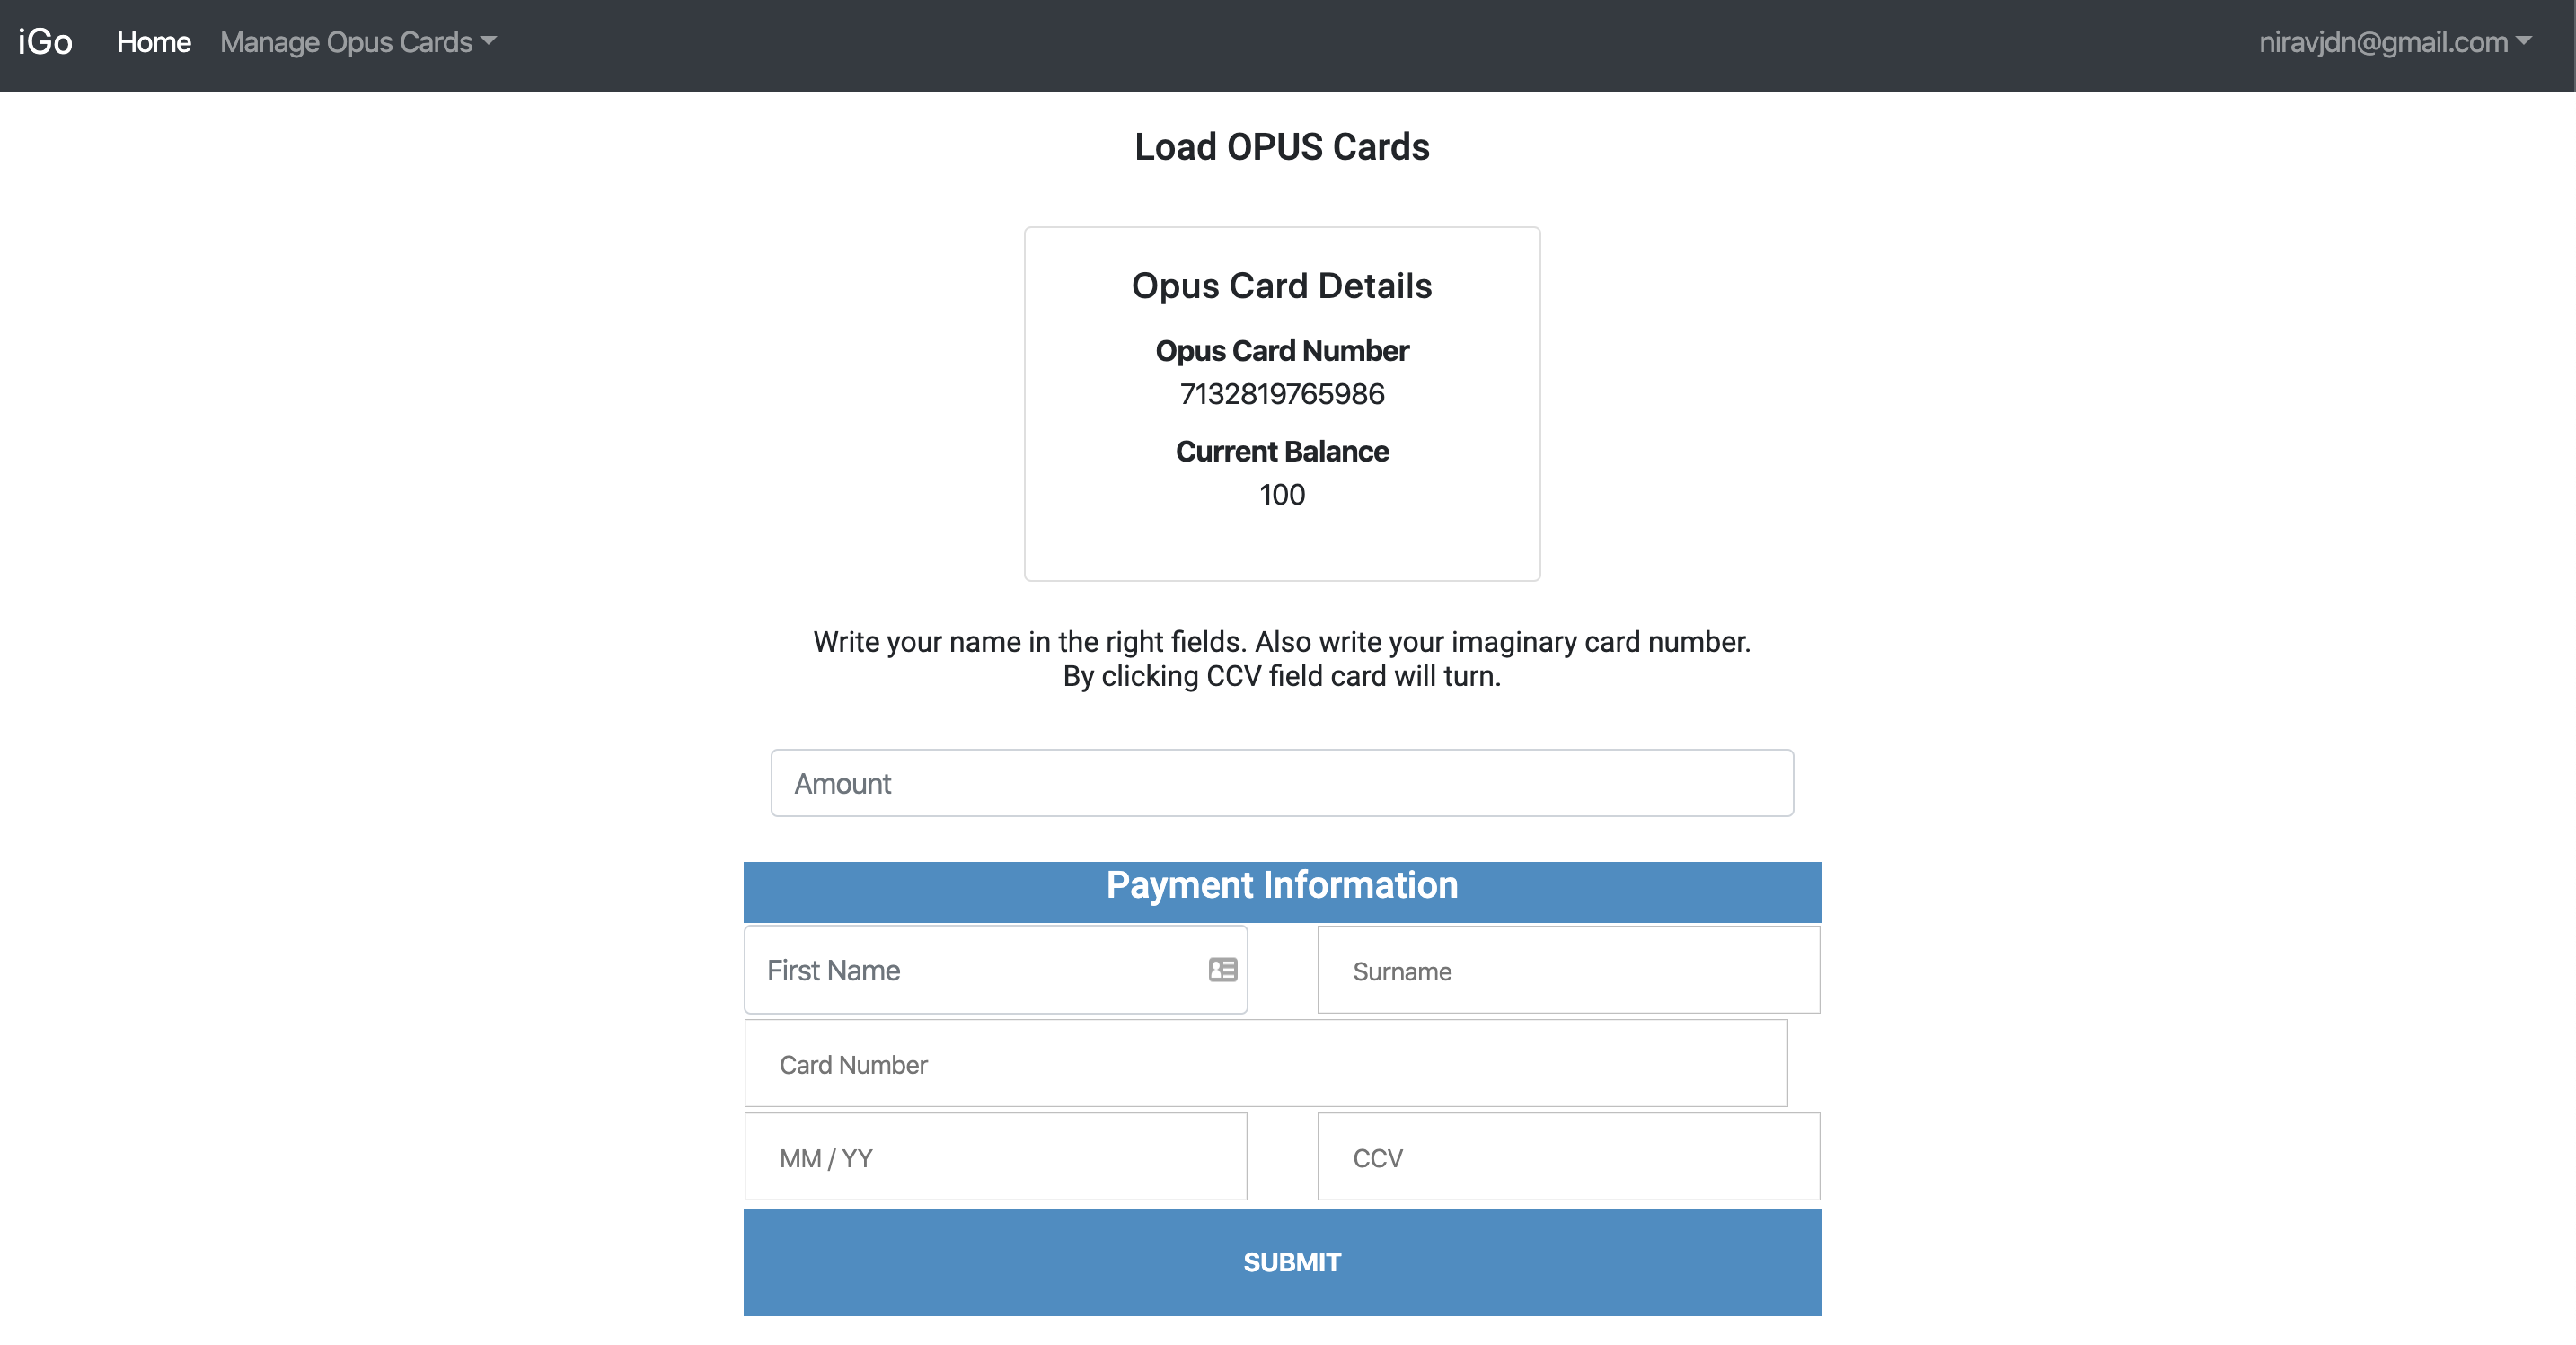 iGo Home Manage Opus Cards niravjdn@gmail.com
Load OPUS Cards
Opus Card Details
Opus Card Number
7132819765986
Current Balance
100
Write your name in the right fields. Also write your imaginary card number.
By clicking CCV field card will turn.
Amount
Payment Information
First Name Surname
Card Number
MM / YY CCV
SUBMIT